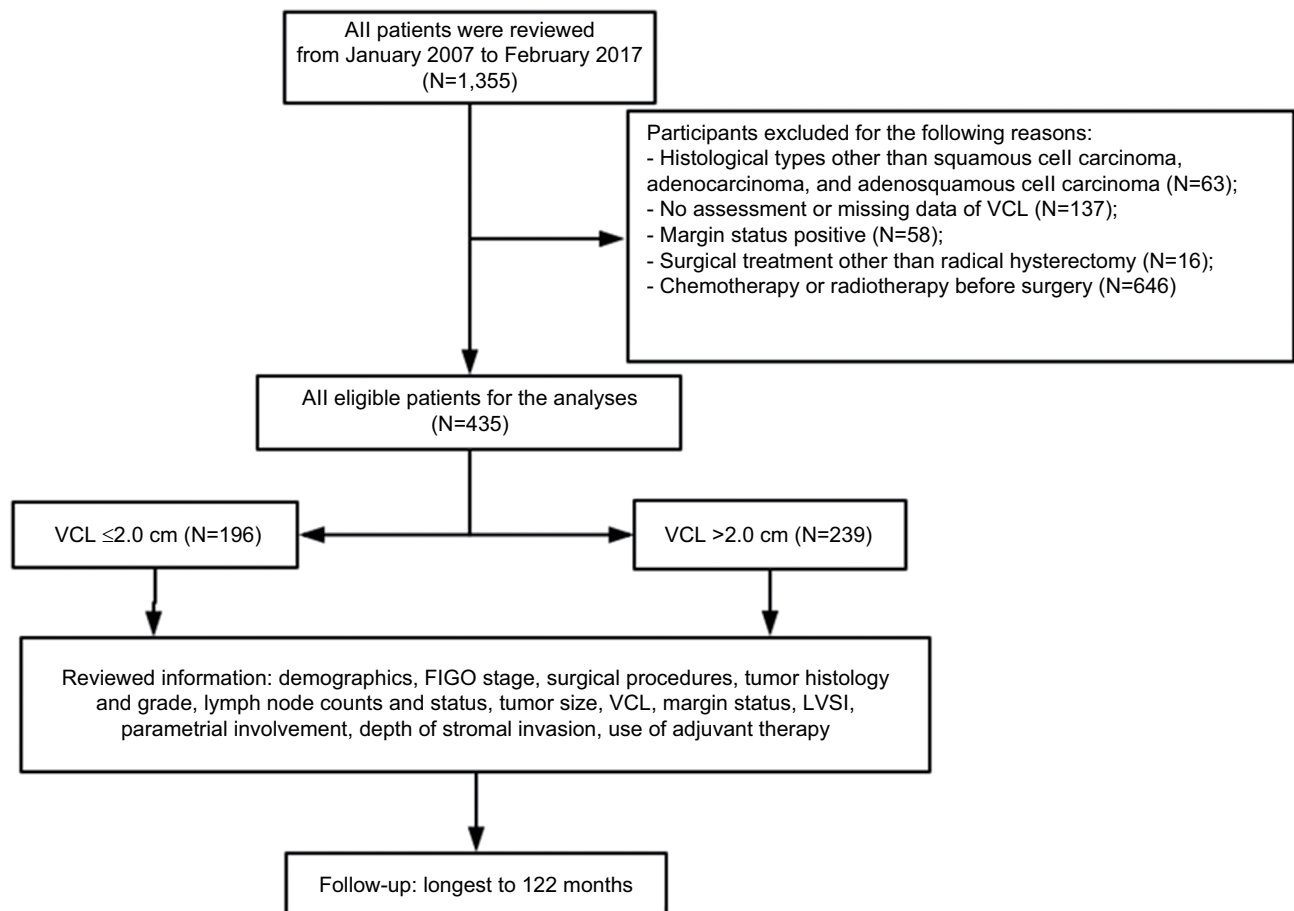 All patients were reviewed
from January 2007 to February 2017
(N=1,355)
Participants excluded for the following reasons:
- Histological types other than squamous cell carcinoma,
adenocarcinoma, and adenosquamous cell carcinoma (N=63);
- No assessment or missing data of VCL (N=137);
- Margin status positive (N=58);
- Surgical treatment other than radical hysterectomy (N=16);
- Chemotherapy or radiotherapy before surgery (N=646)
All eligible patients for the analyses
(N=435)
VCL ≤2.0 cm (N=196)
VCL >2.0 cm (N=239)
Reviewed information: demographics, FIGO stage, surgical procedures, tumor histology
and grade, lymph node counts and status, tumor size, VCL, margin status, LVSI,
parametrial involvement, depth of stromal invasion, use of adjuvant therapy
Follow-up: longest to 122 months